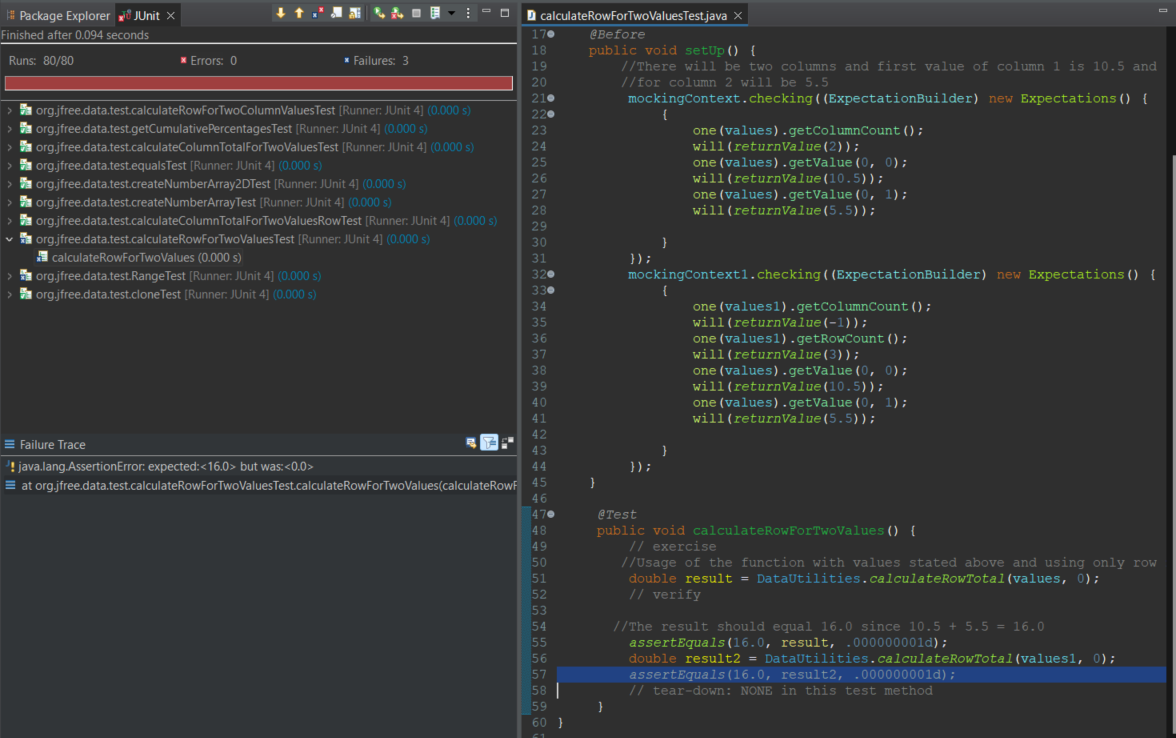 Package Explorer JUnit
Finished after 0.094 seconds
Runs: 80/80 Errors: 0 Failures: 3
org.jfree.data.test.calculateRowForTwoColumnValuesTest [Runner: JUnit 4] (0.000 s)
org.jfree.data.test.getCumulativePercentagesTest [Runner: JUnit 4] (0.000 s)
org.jfree.data.test.calculateColumnTotalForTwoValuesTest [Runner: JUnit 4] (0.000 s)
org.jfree.data.test.equalsTest [Runner: JUnit 4] (0.000 s)
org.jfree.data.test.createNumberArray2DTest [Runner: JUnit 4] (0.000 s)
org.jfree.data.test.createNumberArrayTest [Runner: JUnit 4] (0.000 s)
org.jfree.data.test.calculateColumnTotalForTwoValuesRowTest [Runner: JUnit 4] (0.000 s)
org.jfree.data.test.calculateRowForTwoValuesTest [Runner: JUnit 4] (0.000 s)
calculateRowForTwoValues (0.000 s)
org.jfree.data.test.RangeTest [Runner: JUnit 4] (0.000 s)
org.jfree.data.test.cloneTest [Runner: JUnit 4] (0.000 s)
Failure Trace
java.lang.AssertionError: expected:<16.0> but was:<0.0>
at org.jfree.data.test.calculateRowForTwoValuesTest.calculateRowForTwoValues(calculateRowF
calculateRowForTwoValuesTest.java
17 @Before
18 public void setUp() {
19 //There will be two columns and first value of column 1 is 10.5 and
20 //for column 2 will be 5.5
21 mockingContext.checking((ExpectationBuilder) new Expectations() {
22 {
23 one(values).getColumnCount();
24 will(returnValue(2));
25 one(values).getValue(0, 0);
26 will(returnValue(10.5));
27 one(values).getValue(0, 1);
28 will(returnValue(5.5));
29
30 }
31 });
32 mockingContext1.checking((ExpectationBuilder) new Expectations() {
33 {
34 one(values1).getColumnCount();
35 will(returnValue(-1));
36 one(values1).getRowCount();
37 will(returnValue(3));
38 one(values).getValue(0, 0);
39 will(returnValue(10.5));
40 one(values).getValue(0, 1);
41 will(returnValue(5.5));
42
43 }
44 });
45 }
46
47 @Test
48 public void calculateRowForTwoValues() {
49 // exercise
50 //Usage of the function with values stated above and using only row
51 double result = DataUtilities.calculateRowTotal(values, 0);
52 // verify
53
54 //The result should equal 16.0 since 10.5 + 5.5 = 16.0
55 assertEquals(16.0, result, .000000001d);
56 double result2 = DataUtilities.calculateRowTotal(values1, 0);
57 assertEquals(16.0, result2, .000000001d);
58 // tear-down: NONE in this test method
59 }
60 }
61